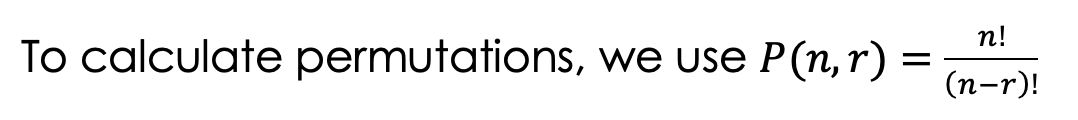 To calculate permutations, we use P(n, r) = n!/(n−r)!